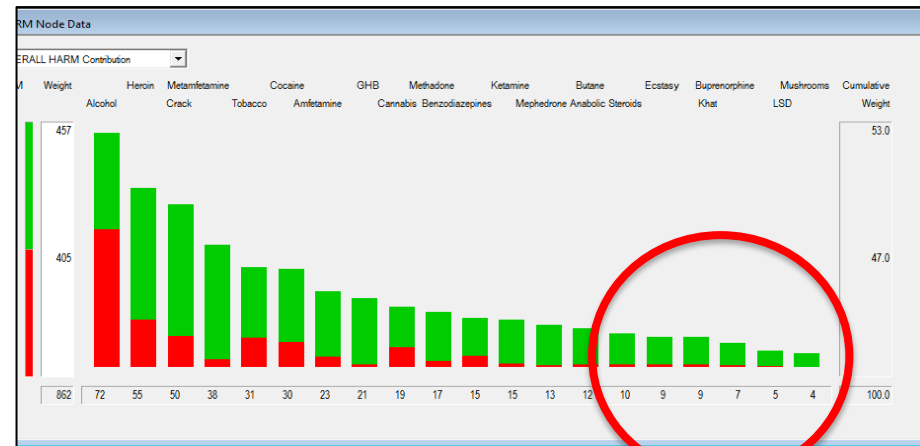 RM Node Data
ERALL HARM Contribution
Weight Heroin Metamfetamine Cocaine GHB Methadone Ketamine Butane Ecstasy Buprenorphine Mushrooms Cumulative
Alcohol Crack Tobacco Amfetamine Cannabis Benzodiazepines Mephedrone Anabolic Steroids Khat LSD Weight
457 53.0
405 47.0
862 72 55 50 38 31 30 23 21 19 17 15 15 13 12 10 9 9 7 5 4 100.0